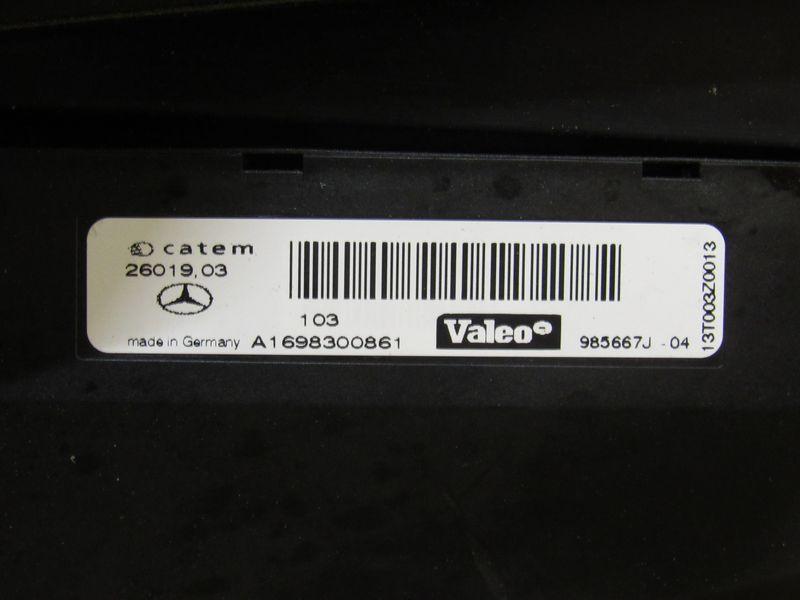 catem
26019,03
103
made in Germany A1698300861
Valeo
985667J - 04
13T003Z0013